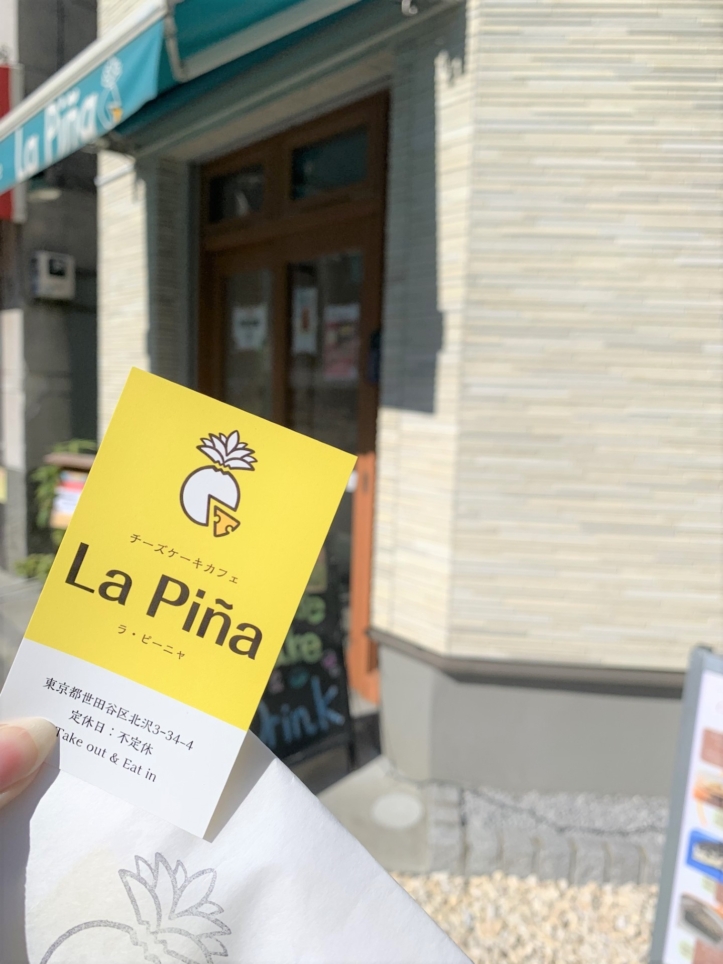 La Piña
チーズケーキカフェ
La Piña
ラ・ピーニャ
東京都世田谷区北沢3-34-4
定休日：不定休
Take out & Eat in
Drink